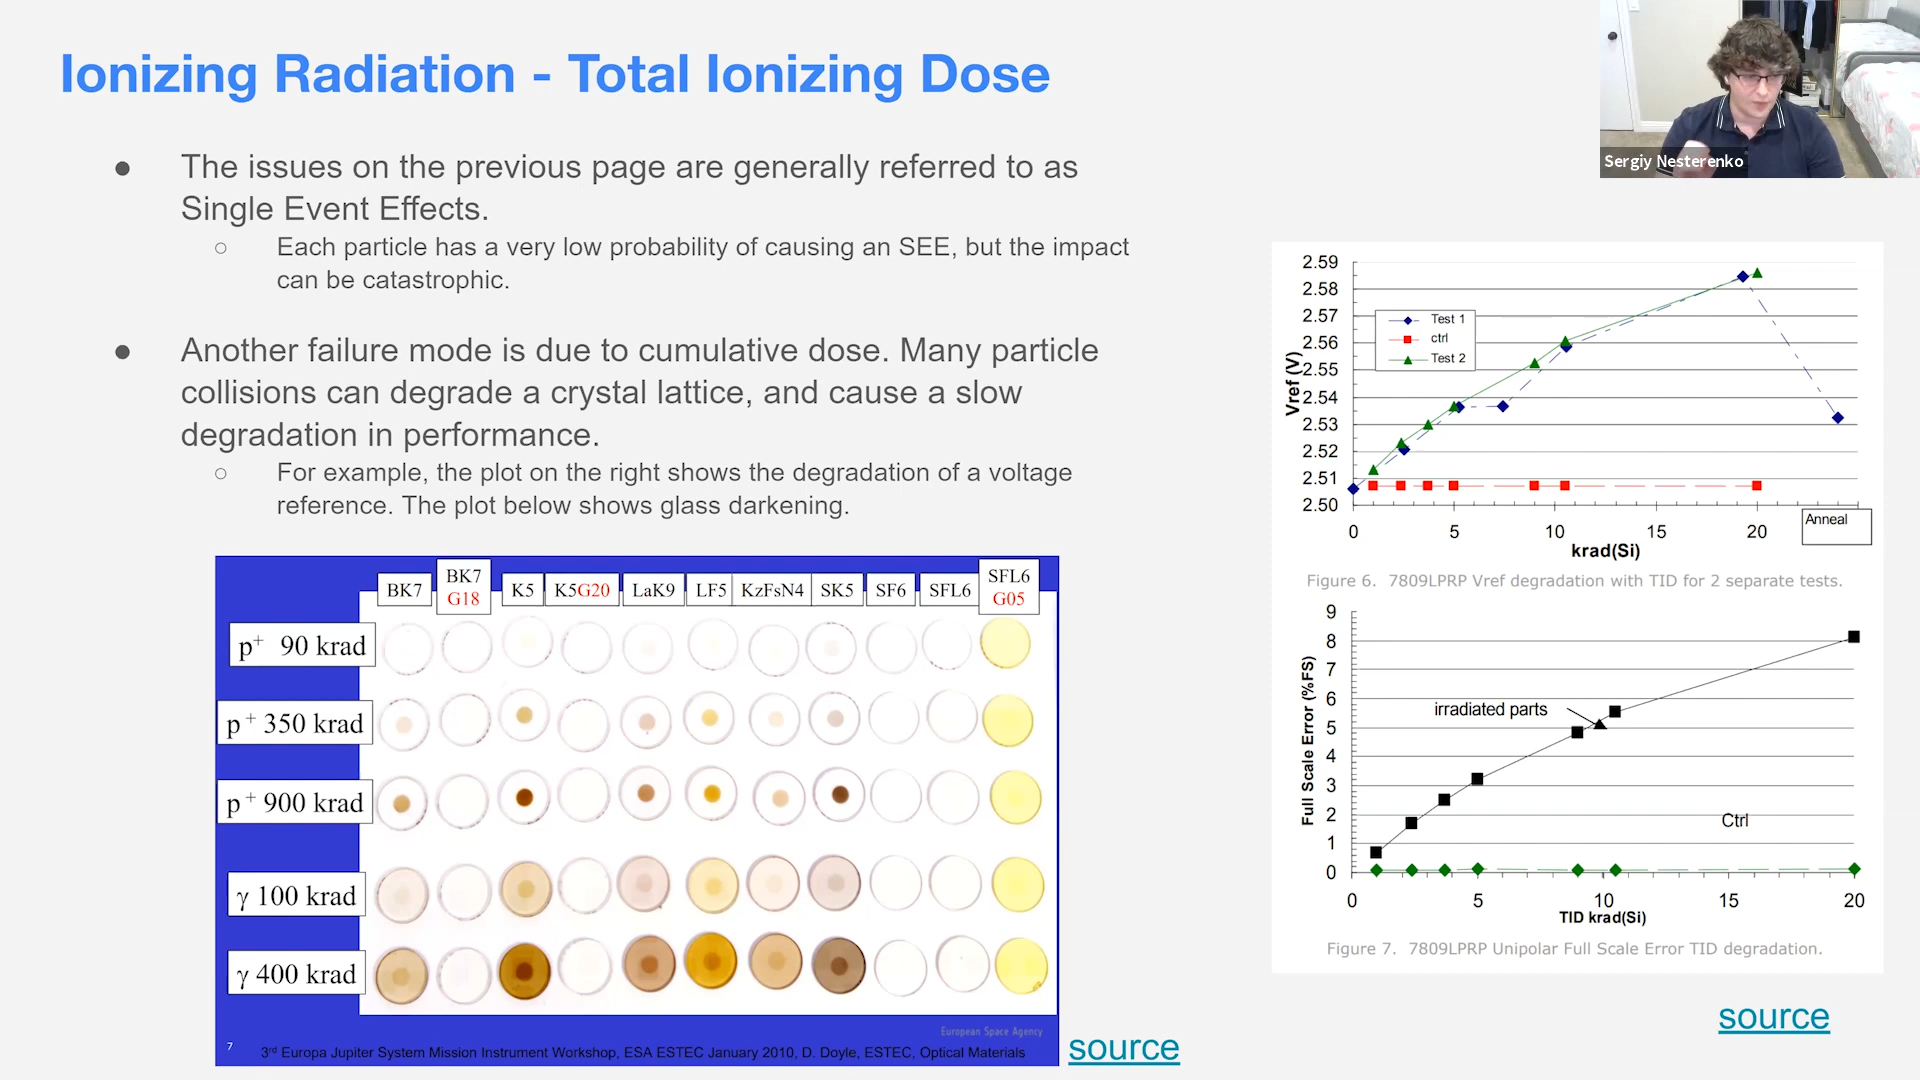 Ionizing Radiation - Total Ionizing Dose
Sergiy Nesterenko
● The issues on the previous page are generally referred to as
Single Event Effects.
○ Each particle has a very low probability of causing an SEE, but the impact
can be catastrophic.
● Another failure mode is due to cumulative dose. Many particle
collisions can degrade a crystal lattice, and cause a slow
degradation in performance.
○ For example, the plot on the right shows the degradation of a voltage
reference. The plot below shows glass darkening.
BK7 BK7 G18 K5 K5G20 LaK9 LF5 KzFsN4 SK5 SF6 SFL6 SFL6 G05
p+ 90 krad
p+ 350 krad
p+ 900 krad
γ 100 krad
γ 400 krad
European Space Agency
7
3rd Europa Jupiter System Mission Instrument Workshop, ESA ESTEC January 2010, D. Doyle, ESTEC, Optical Materials
source
2.59
2.58
2.57
2.56
2.55
2.54
2.53
2.52
2.51
2.50
Vref (V)
Test 1
ctrl
Test 2
0 5 10 15 20
Anneal
krad(Si)
Figure 6. 7809LPRP Vref degradation with TID for 2 separate tests.
9
8
7
6
5
4
3
2
1
0
Full Scale Error (%FS)
irradiated parts
Ctrl
0 5 10 15 20
TID krad(Si)
Figure 7. 7809LPRP Unipolar Full Scale Error TID degradation.
source